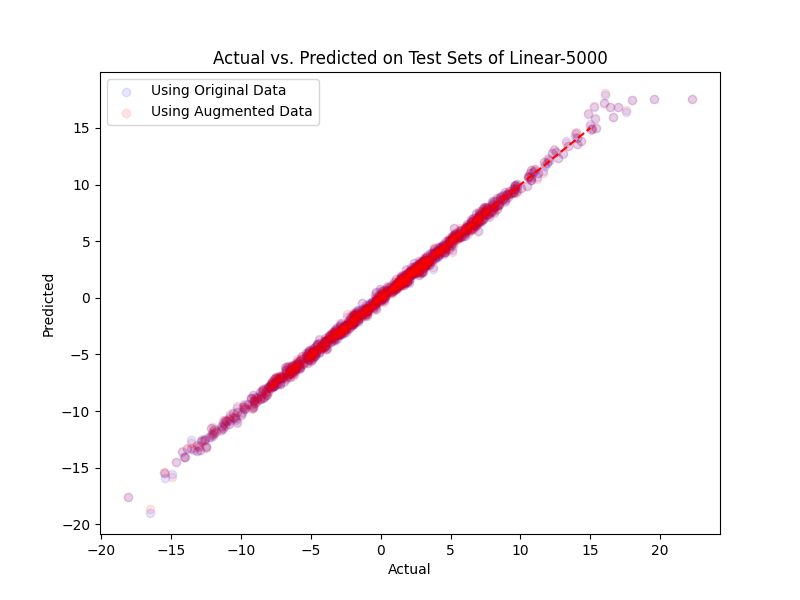 Actual vs. Predicted on Test Sets of Linear-5000
Using Original Data
Using Augmented Data
15
10
5
0
−5
−10
−15
−20
Predicted
−20 −15 −10 −5 0 5 10 15 20
Actual